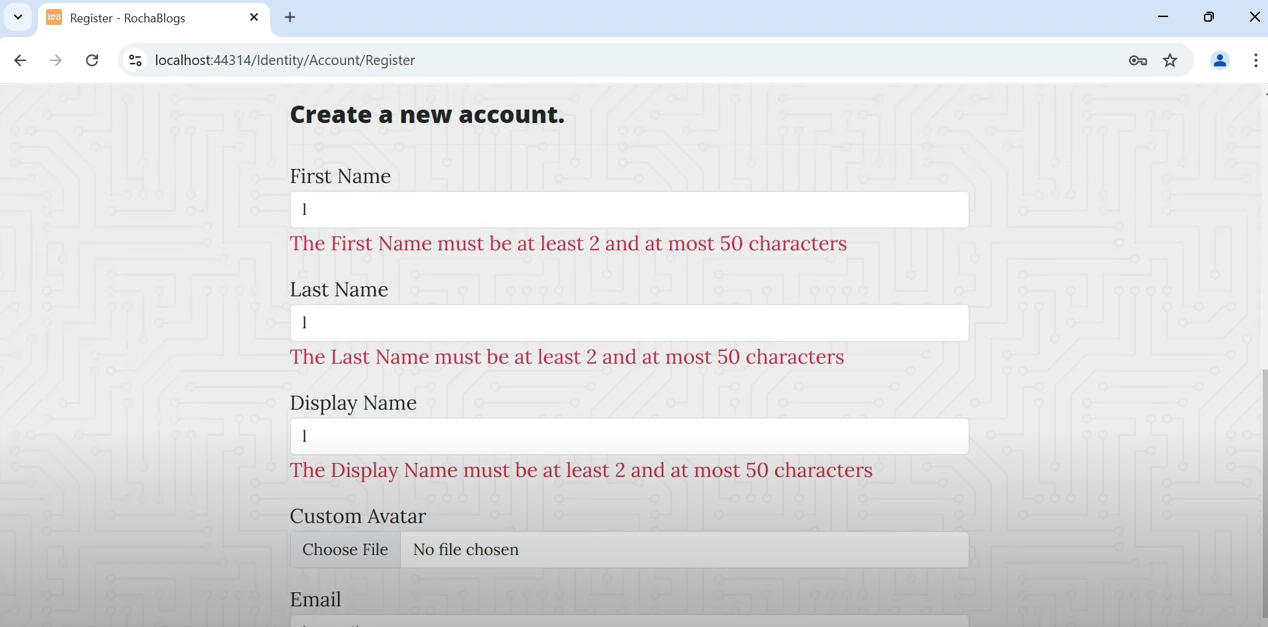 Register - RochaBlogs
localhost:44314/Identity/Account/Register
Create a new account.
First Name
l
The First Name must be at least 2 and at most 50 characters
Last Name
l
The Last Name must be at least 2 and at most 50 characters
Display Name
l
The Display Name must be at least 2 and at most 50 characters
Custom Avatar
Choose File No file chosen
Email